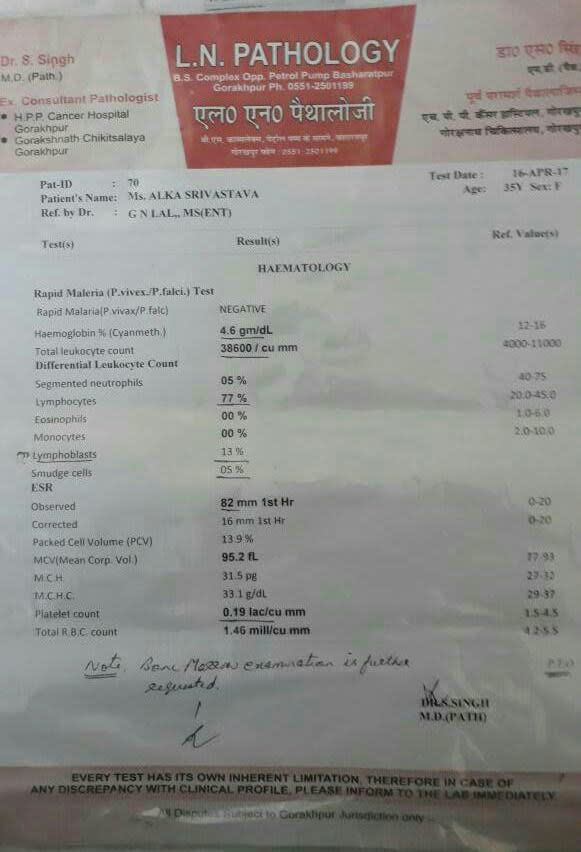 Dr. S. Singh
M.D. (Path.)
Ex. Consultant Pathologist
• H.P.P. Cancer Hospital
Gorakhpur
• Gorakshnath Chikitsalaya
Gorakhpur
L.N. PATHOLOGY
B.S. Complex Opp. Petrol Pump Basharatpur
Gorakhpur Ph. 0551-2501199
एल० एन० पैथालोजी
गोरखपुर फोन : 0551-2501199
डा० एस० सिंह
Pat-ID : 70
Patient's Name: Ms. ALKA SRIVASTAVA
Ref. by Dr. : G N LAL,, MS(ENT)
Test Date : 16-APR-17
Age: 35Y Sex: F
Test(s) Result(s) Ref. Value(s)
HAEMATOLOGY
Rapid Maleria (P.vivex./P.falci.) Test
Rapid Malaria(P.vivax/P.falc) NEGATIVE
Haemoglobin % (Cyanmeth.) 4.6 gm/dL 12-16
Total leukocyte count 38600 / cu mm 4000-11000
Differential Leukocyte Count
Segmented neutrophils 05 % 40-75
Lymphocytes 77 % 20.0-45.0
Eosinophils 00 % 1.0-6.0
Monocytes 00 % 2.0-10.0
Lymphoblasts 13 %
Smudge cells 05 %
ESR
Observed 82 mm 1st Hr 0-20
Corrected 16 mm 1st Hr 0-20
Packed Cell Volume (PCV) 13.9 %
MCV(Mean Corp. Vol.) 95.2 fL 77-93
M.C.H. 31.5 pg 27-32
M.C.H.C. 33.1 g/dL 29-37
Platelet count 0.19 lac/cu mm 1.5-4.5
Total R.B.C. count 1.46 mill/cu mm 4.2-5.5
Note. Bone Marrow examination is further
requested.
P.T.O
DR.S.SINGH
M.D.(PATH)
EVERY TEST HAS ITS OWN INHERENT LIMITATION, THEREFORE IN CASE OF
ANY DISCREPANCY WITH CLINICAL PROFILE, PLEASE INFORM TO THE LAB IMMEDIATELY
All Disputes Subject to Gorakhpur Jurisdiction only